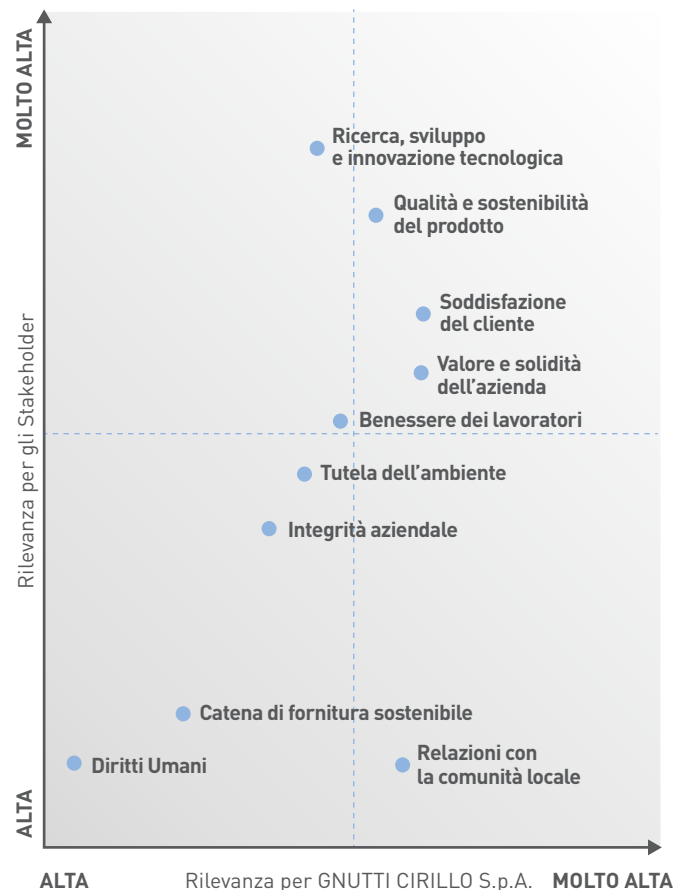 MOLTO ALTA
Ricerca, sviluppo
e innovazione tecnologica
Qualità e sostenibilità
del prodotto
Soddisfazione
del cliente
Valore e solidità
dell’azienda
Benessere dei lavoratori
Tutela dell’ambiente
Integrità aziendale
Rilevanza per gli Stakeholder
Catena di fornitura sostenibile
Diritti Umani
Relazioni con
la comunità locale
ALTA
ALTA Rilevanza per GNUTTI CIRILLO S.p.A. MOLTO ALTA